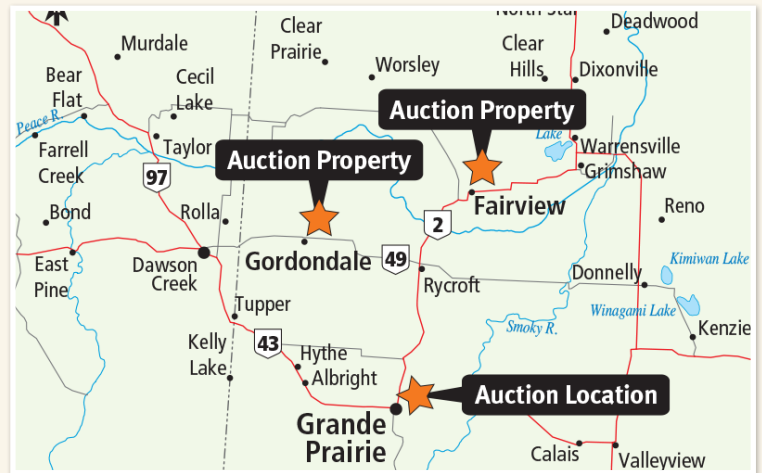 North Star
Deadwood
Clear
Prairie
Murdale
Clear
Hills
Worsley
Dixonville
Bear
Flat
Cecil
Lake
Auction Property
Peace R.
Lake
Taylor
Warrensville
Farrell
Creek
Auction Property
Grimshaw
97
Fairview
Reno
Bond
Rolla
2
Gordondale
49
Kimiwan Lake
East
Pine
Dawson
Creek
Rycroft
Donnelly
Tupper
Winagami Lake
Smoky R.
Kenzie
Kelly
Lake
43
Hythe
Albright
Auction Location
Grande
Prairie
Calais
Valleyview